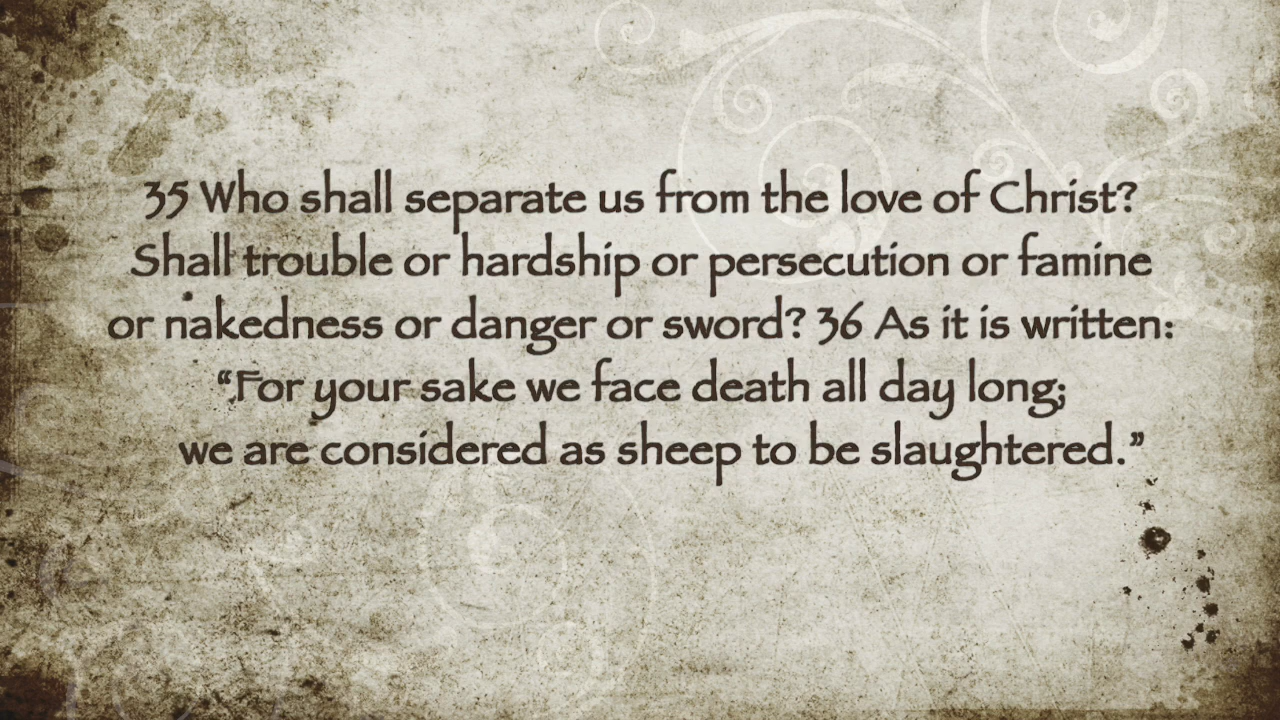 35 Who shall separate us from the love of Christ?
Shall trouble or hardship or persecution or famine
or nakedness or danger or sword? 36 As it is written:
“For your sake we face death all day long;
we are considered as sheep to be slaughtered.”